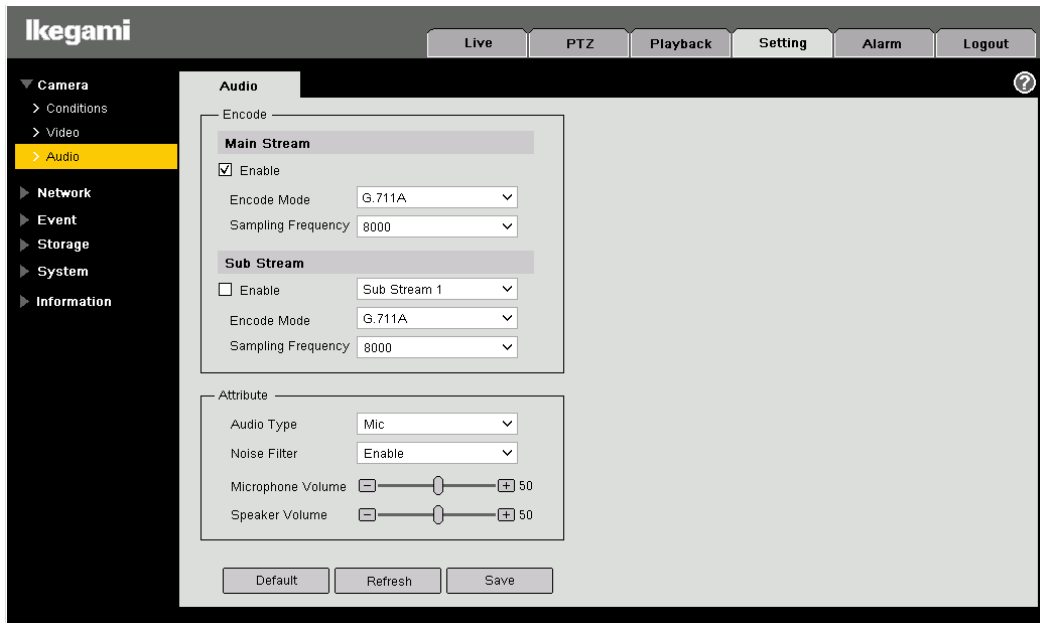 Ikegami
Live PTZ Playback Setting Alarm Logout
Camera
Conditions
Video
Audio
Network
Event
Storage
System
Information
Audio
?
Encode
Main Stream
Enable
Encode Mode G.711A
Sampling Frequency 8000
Sub Stream
Enable Sub Stream 1
Encode Mode G.711A
Sampling Frequency 8000
Attribute
Audio Type Mic
Noise Filter Enable
Microphone Volume 50
Speaker Volume 50
Default Refresh Save